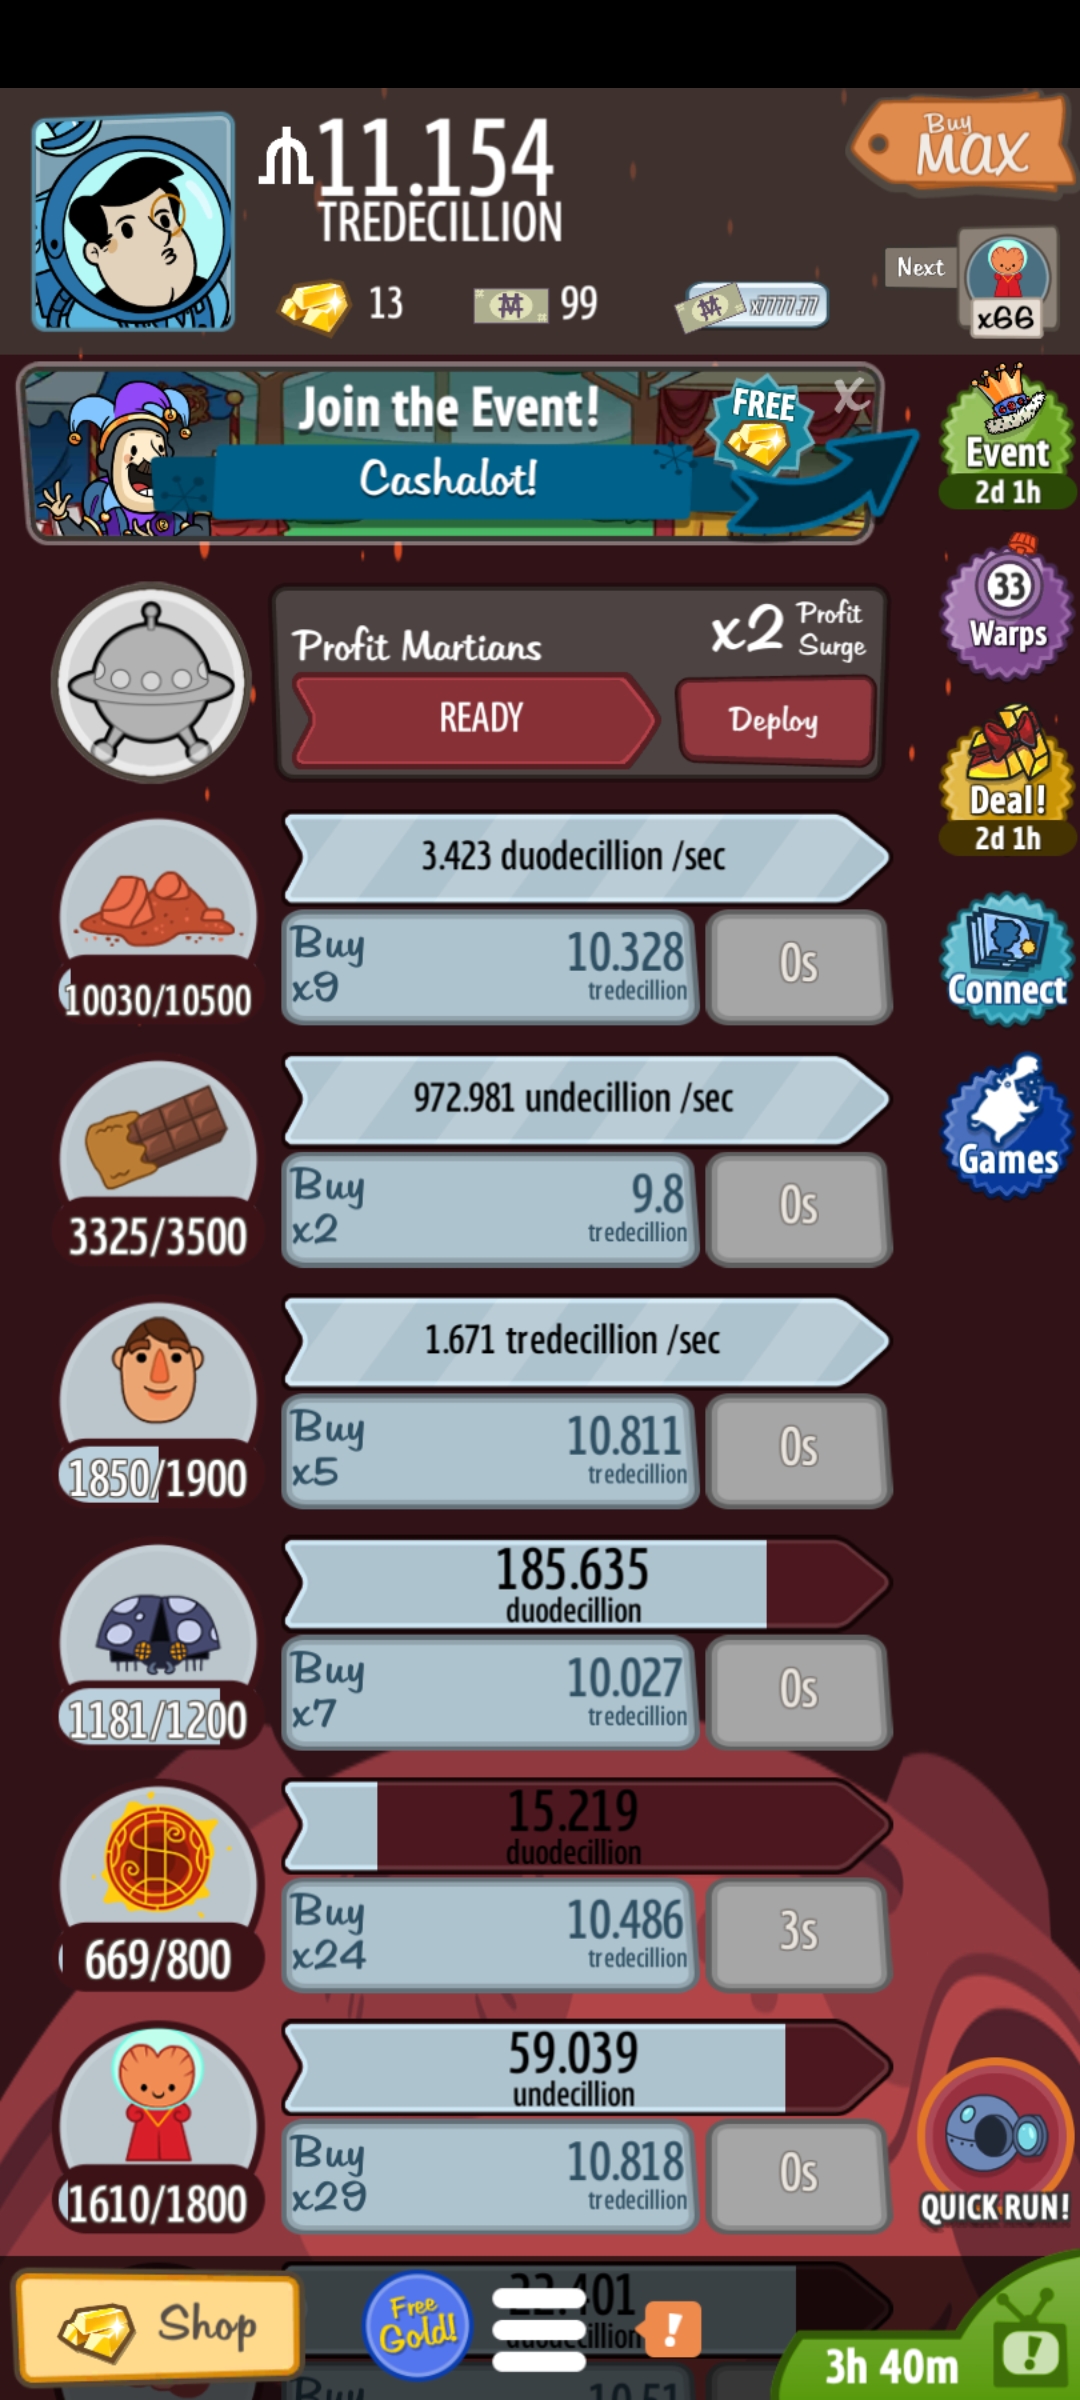 11.154
TREDECILLION
Buy
MAX
13
99
x7777.77
Next
x66
Join the Event!
Cashalot!
FREE
X
Event
2d 1h
33
Warps
Profit Martians
x2 Profit
Surge
READY
Deploy
Deal!
2d 1h
3.423 duodecillion /sec
10030/10500
Buy
x9
10.328
tredecillion
0s
Connect
972.981 undecillion /sec
3325/3500
Buy
x2
9.8
tredecillion
0s
Games
1.671 tredecillion /sec
1850/1900
Buy
x5
10.811
tredecillion
0s
185.635
duodecillion
1181/1200
Buy
x7
10.027
tredecillion
0s
15.219
duodecillion
669/800
Buy
x24
10.486
tredecillion
3s
59.039
undecillion
1610/1800
Buy
x29
10.818
tredecillion
0s
QUICK RUN!
Shop
Free
Gold!
!
3h 40m
!
Buy